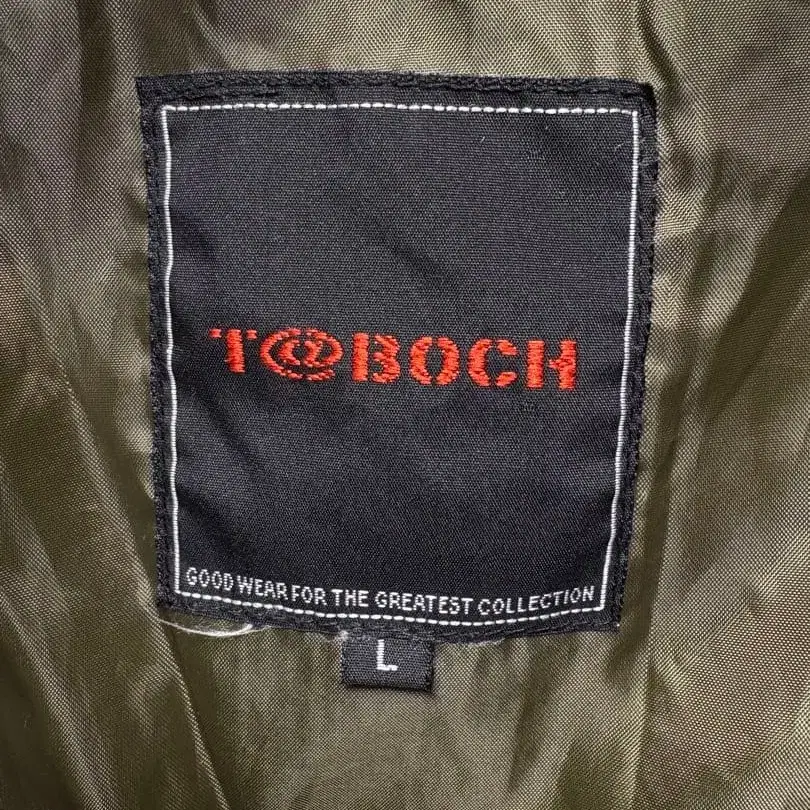 T@BOCH
GOOD WEAR FOR THE GREATEST COLLECTION
L